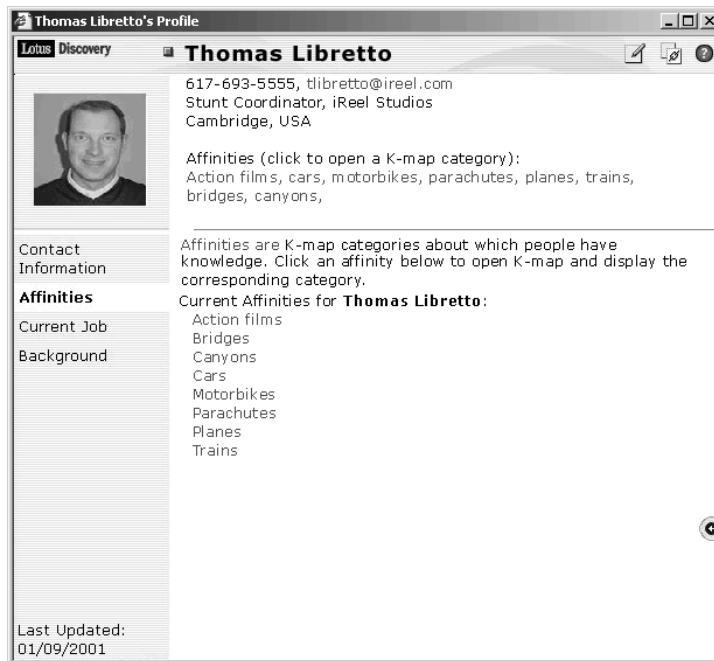 Thomas Libretto's Profile
Lotus Discovery
Thomas Libretto
617-693-5555, tlibretto@ireel.com
Stunt Coordinator, iReel Studios
Cambridge, USA
Affinities (click to open a K-map category):
Action films, cars, motorbikes, parachutes, planes, trains,
bridges, canyons,
Contact
Information
Affinities
Current Job
Background
Affinities are K-map categories about which people have
knowledge. Click an affinity below to open K-map and display the
corresponding category.
Current Affinities for Thomas Libretto:
Action films
Bridges
Canyons
Cars
Motorbikes
Parachutes
Planes
Trains
Last Updated:
01/09/2001